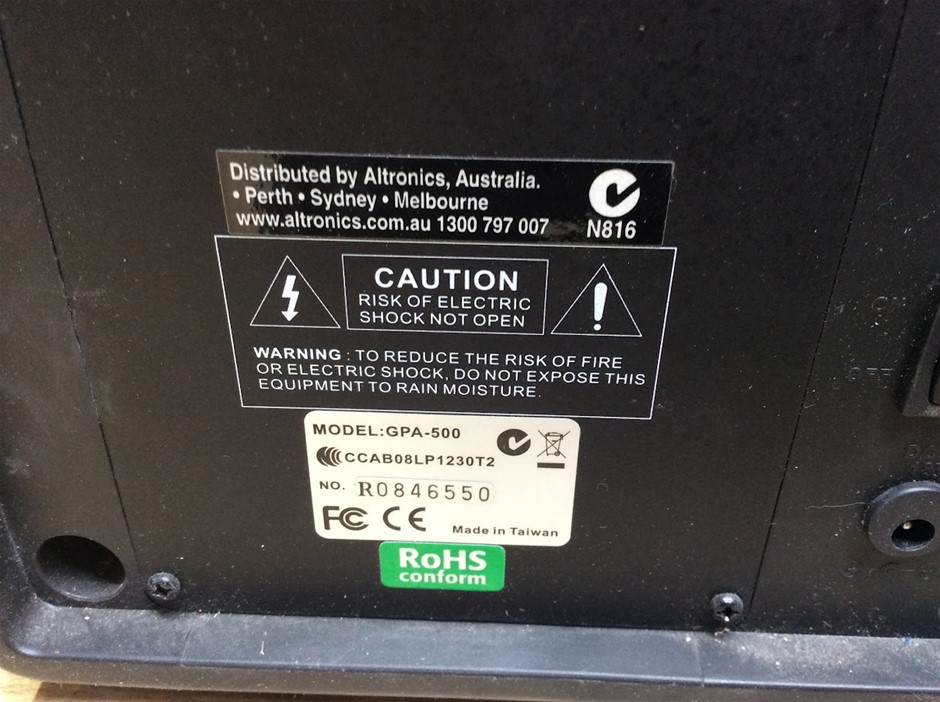 Distributed by Altronics, Australia.
• Perth • Sydney • Melbourne
www.altronics.com.au 1300 797 007
N816
CAUTION
RISK OF ELECTRIC
SHOCK NOT OPEN
WARNING : TO REDUCE THE RISK OF FIRE
OR ELECTRIC SHOCK, DO NOT EXPOSE THIS
EQUIPMENT TO RAIN MOISTURE.
MODEL:GPA-500
CCAB08LP1230T2
NO. R0846550
FC CE
Made in Taiwan
RoHS
conform
ON
OFF